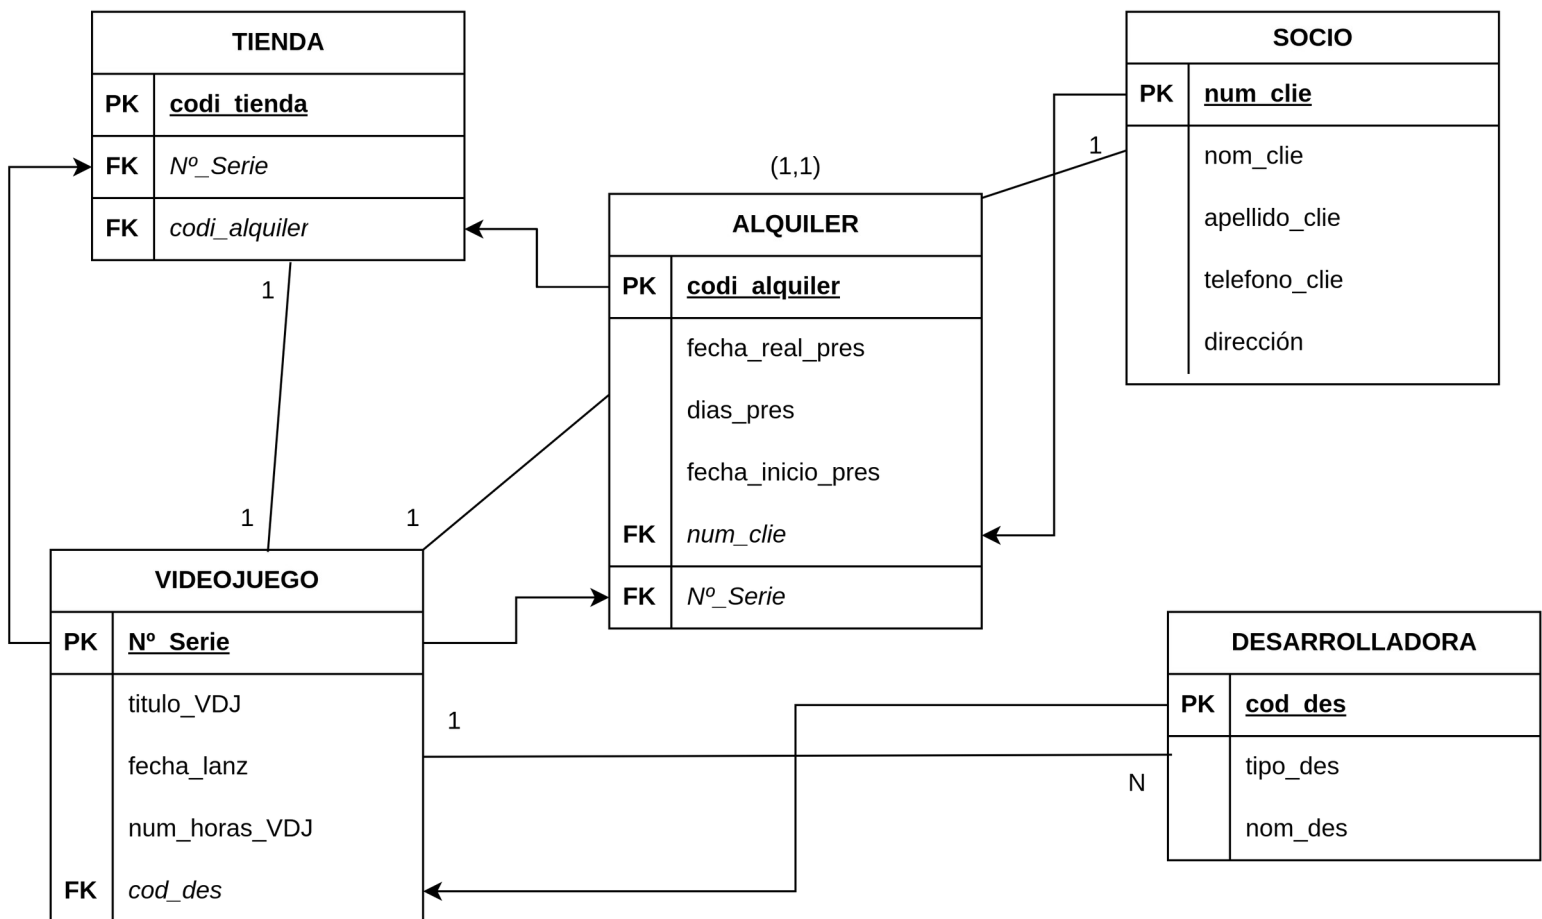 TIENDA
PK codi_tienda
FK Nº_Serie
FK codi_alquiler
SOCIO
PK num_clie
nom_clie
apellido_clie
telefono_clie
dirección
1
(1,1)
ALQUILER
PK codi_alquiler
fecha_real_pres
dias_pres
fecha_inicio_pres
FK num_clie
FK Nº_Serie
1
1
1
VIDEOJUEGO
PK Nº_Serie
titulo_VDJ
fecha_lanz
num_horas_VDJ
FK cod_des
1
N
DESARROLLADORA
PK cod_des
tipo_des
nom_des